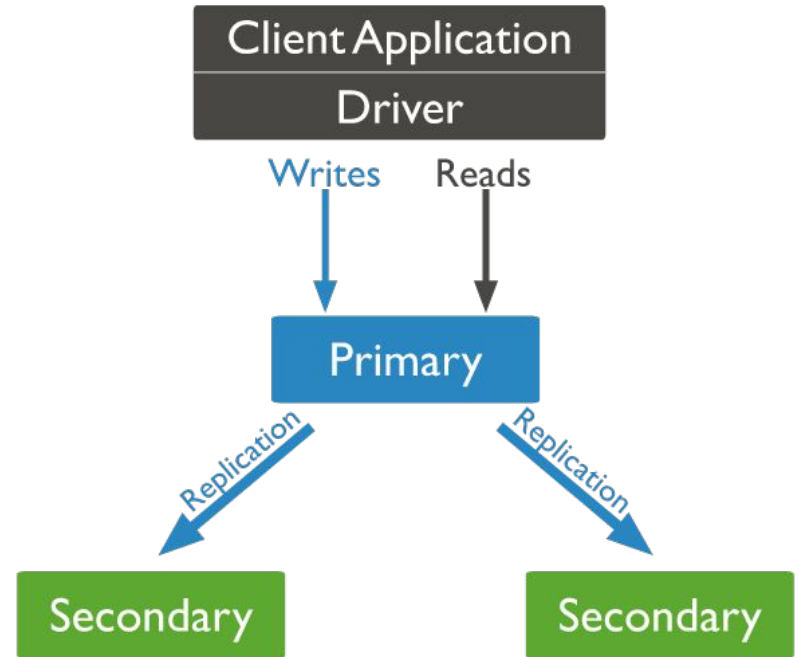 Client Application
Driver
Writes Reads
Primary
Replication Replication
Secondary Secondary